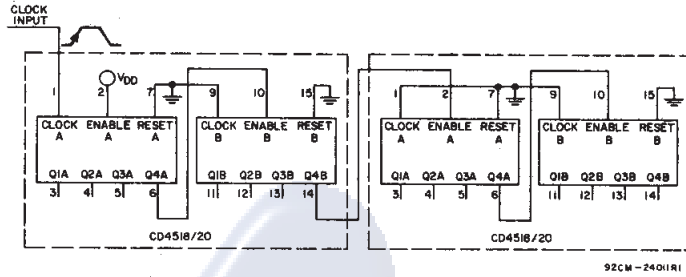 CLOCK
INPUT
VDD
1 2 7 9 10 15 1 2 7 9 10 15
CLOCK ENABLE RESET CLOCK ENABLE RESET CLOCK ENABLE RESET CLOCK ENABLE RESET
A A A B B B A A A B B B
Q1A Q2A Q3A Q4A Q1B Q2B Q3B Q4B Q1A Q2A Q3A Q4A Q1B Q2B Q3B Q4B
3 4 5 6 11 12 13 14 3 4 5 6 11 12 13 14
CD4518/20 CD4518/20
92CM-24011R1